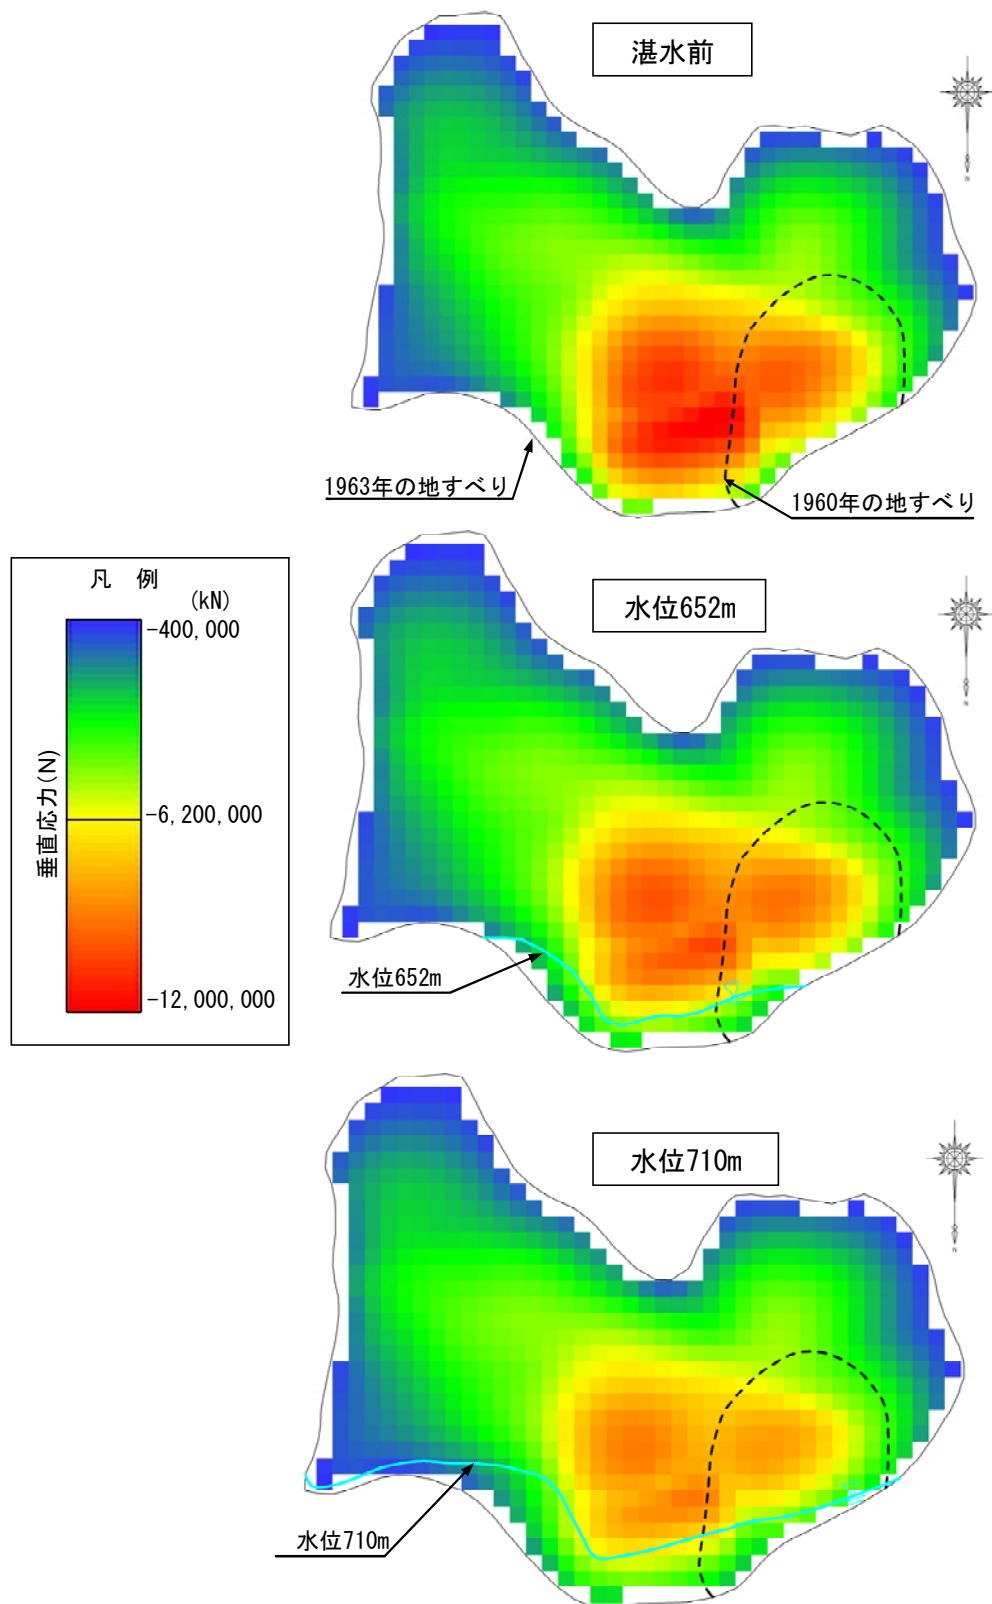 湛水前
N
1963年の地すべり
1960年の地すべり
凡 例
(kN)
-400,000
-6,200,000
-12,000,000
垂直応力(N)
水位652m
N
水位652m
水位710m
N
水位710m